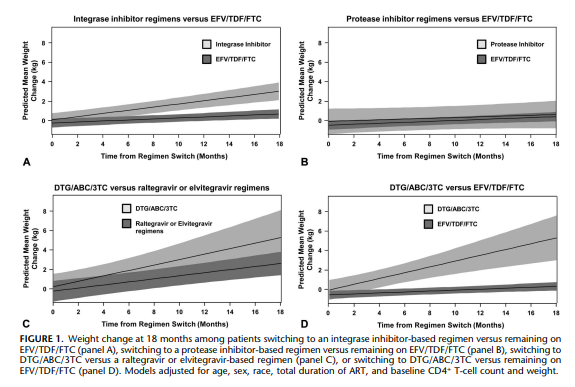 Integrase inhibitor regimens versus EFV/TDF/FTC
Predicted Mean Weight
Change (kg)
8
6
4
2
0
Integrase Inhibitor
EFV/TDF/FTC
0 2 4 6 8 10 12 14 16 18
A
Time from Regimen Switch (Months)
Protease inhibitor regimens versus EFV/TDF/FTC
Predicted Mean Weight
Change (kg)
8
6
4
2
0
Protease Inhibitor
EFV/TDF/FTC
0 2 4 6 8 10 12 14 16 18
B
Time from Regimen Switch (Months)
DTG/ABC/3TC versus raltegravir or elvitegravir regimens
Predicted Mean Weight
Change (kg)
8
6
4
2
0
DTG/ABC/3TC
Raltegravir or Elvitegravir
regimens
0 2 4 6 8 10 12 14 16 18
C
Time from Regimen Switch (Months)
DTG/ABC/3TC versus EFV/TDF/FTC
Predicted Mean Weight
Change (kg)
8
6
4
2
0
DTG/ABC/3TC
EFV/TDF/FTC
0 2 4 6 8 10 12 14 16 18
D
Time from Regimen Switch (Months)
FIGURE 1. Weight change at 18 months among patients switching to an integrase inhibitor-based regimen versus remaining on
EFV/TDF/FTC (panel A), switching to a protease inhibitor-based regimen versus remaining on EFV/TDF/FTC (panel B), switching to
DTG/ABC/3TC versus a raltegravir or elvitegravir-based regimen (panel C), or switching to DTG/ABC/3TC versus remaining on
EFV/TDF/FTC (panel D). Models adjusted for age, sex, race, total duration of ART, and baseline CD4⁺ T-cell count and weight.